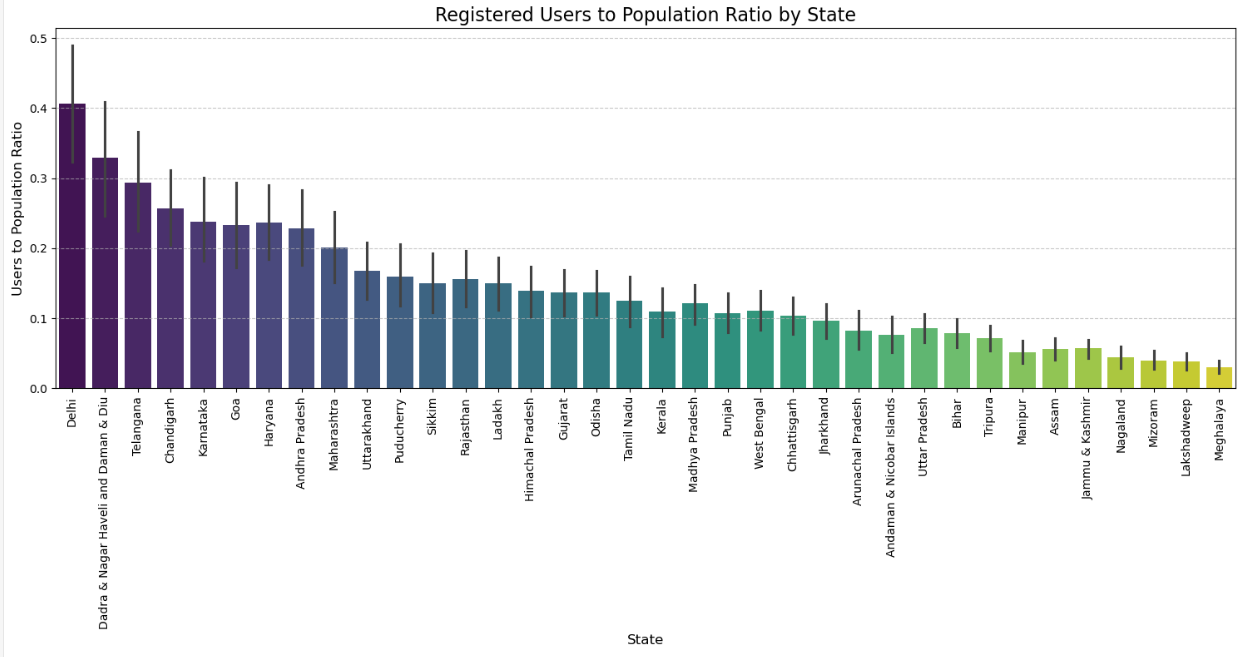 Registered Users to Population Ratio by State
Users to Population Ratio
0.5
0.4
0.3
0.2
0.1
0.0
Delhi
Dadra & Nagar Haveli and Daman & Diu
Telangana
Chandigarh
Karnataka
Goa
Haryana
Andhra Pradesh
Maharashtra
Uttarakhand
Puducherry
Sikkim
Rajasthan
Ladakh
Himachal Pradesh
Gujarat
Odisha
Tamil Nadu
Kerala
Madhya Pradesh
Punjab
West Bengal
Chhattisgarh
Jharkhand
Arunachal Pradesh
Andaman & Nicobar Islands
Uttar Pradesh
Bihar
Tripura
Manipur
Assam
Jammu & Kashmir
Nagaland
Mizoram
Lakshadweep
Meghalaya
State